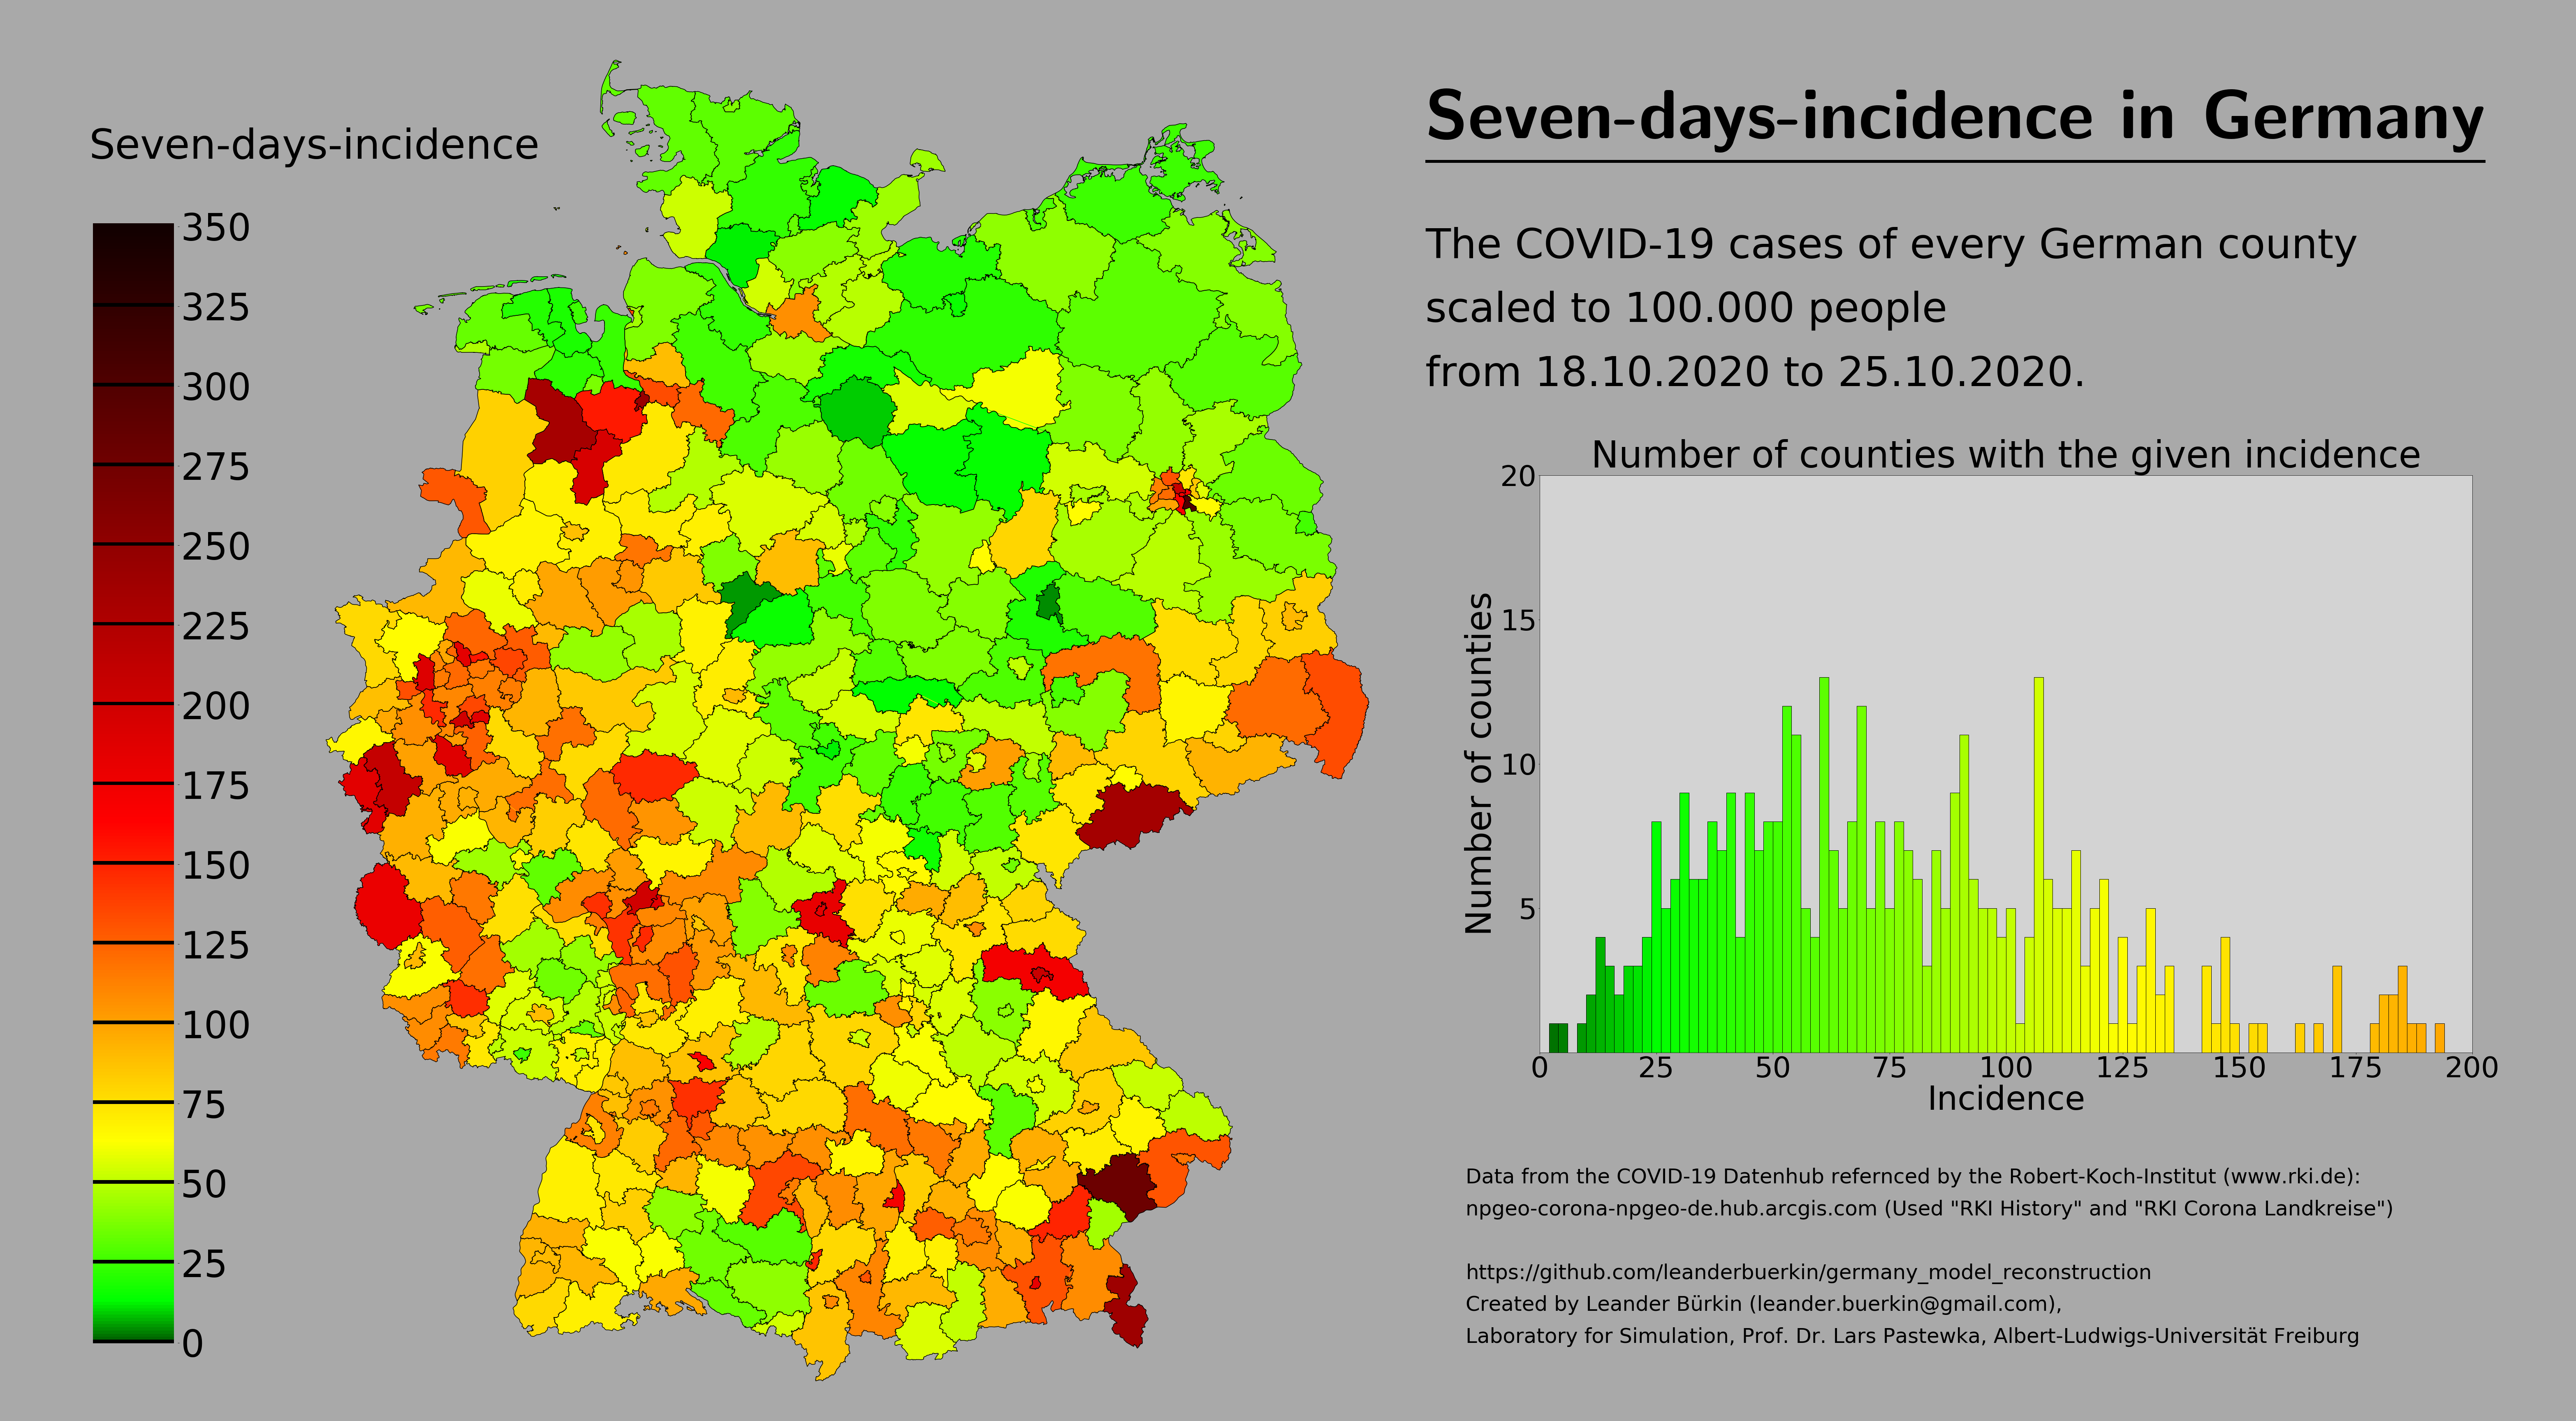 Seven-days-incidence
350
325
300
275
250
225
200
175
150
125
100
75
50
25
0
Seven-days-incidence in Germany
The COVID-19 cases of every German county
scaled to 100.000 people
from 18.10.2020 to 25.10.2020.
Number of counties with the given incidence
20
15
10
5
Number of counties
0 25 50 75 100 125 150 175 200
Incidence
Data from the COVID-19 Datenhub refernced by the Robert-Koch-Institut (www.rki.de):
npgeo-corona-npgeo-de.hub.arcgis.com (Used "RKI History" and "RKI Corona Landkreise")
https://github.com/leanderbuerkin/germany_model_reconstruction
Created by Leander Bürkin (leander.buerkin@gmail.com),
Laboratory for Simulation, Prof. Dr. Lars Pastewka, Albert-Ludwigs-Universität Freiburg